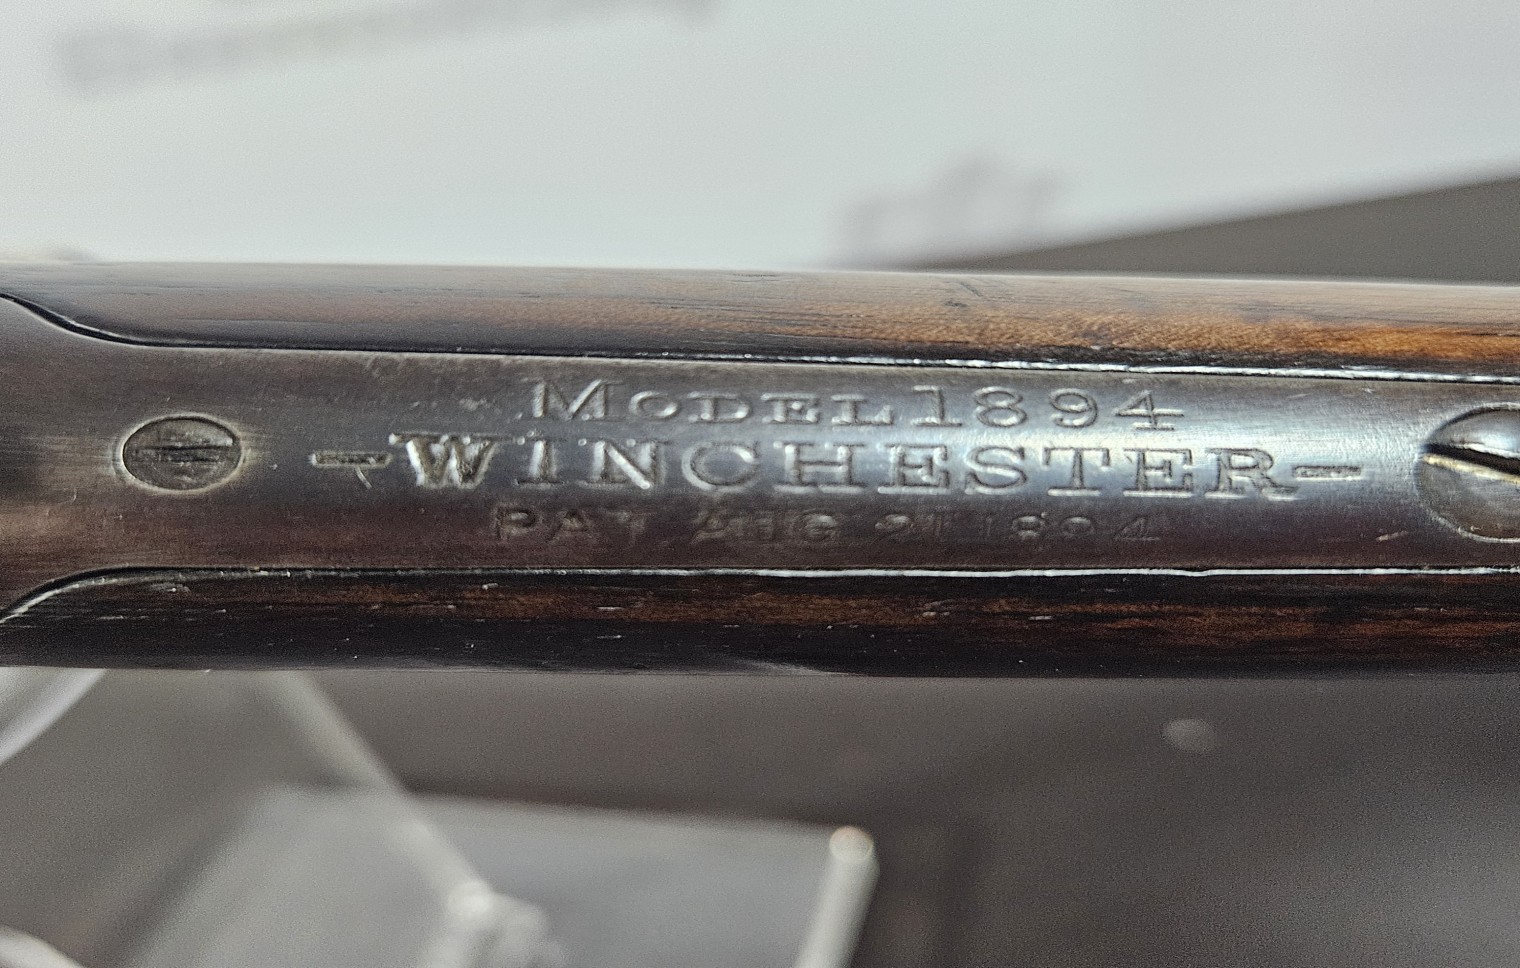 MODEL 1894
-WINCHESTER-
PAT. AUG 21 1894